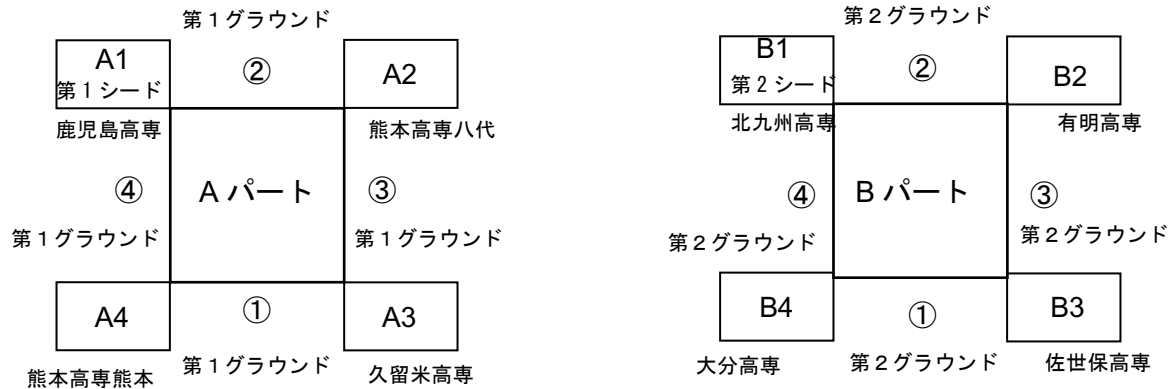 第１グラウンド
A1
第１シード
②
A2
鹿児島高専
熊本高専八代
④
A パート
③
第１グラウンド
第１グラウンド
A4
①
A3
熊本高専熊本
第１グラウンド
久留米高専
第２グラウンド
B1
第２シード
②
B2
北九州高専
有明高専
④
B パート
③
第２グラウンド
第２グラウンド
B4
①
B3
大分高専
第２グラウンド
佐世保高専